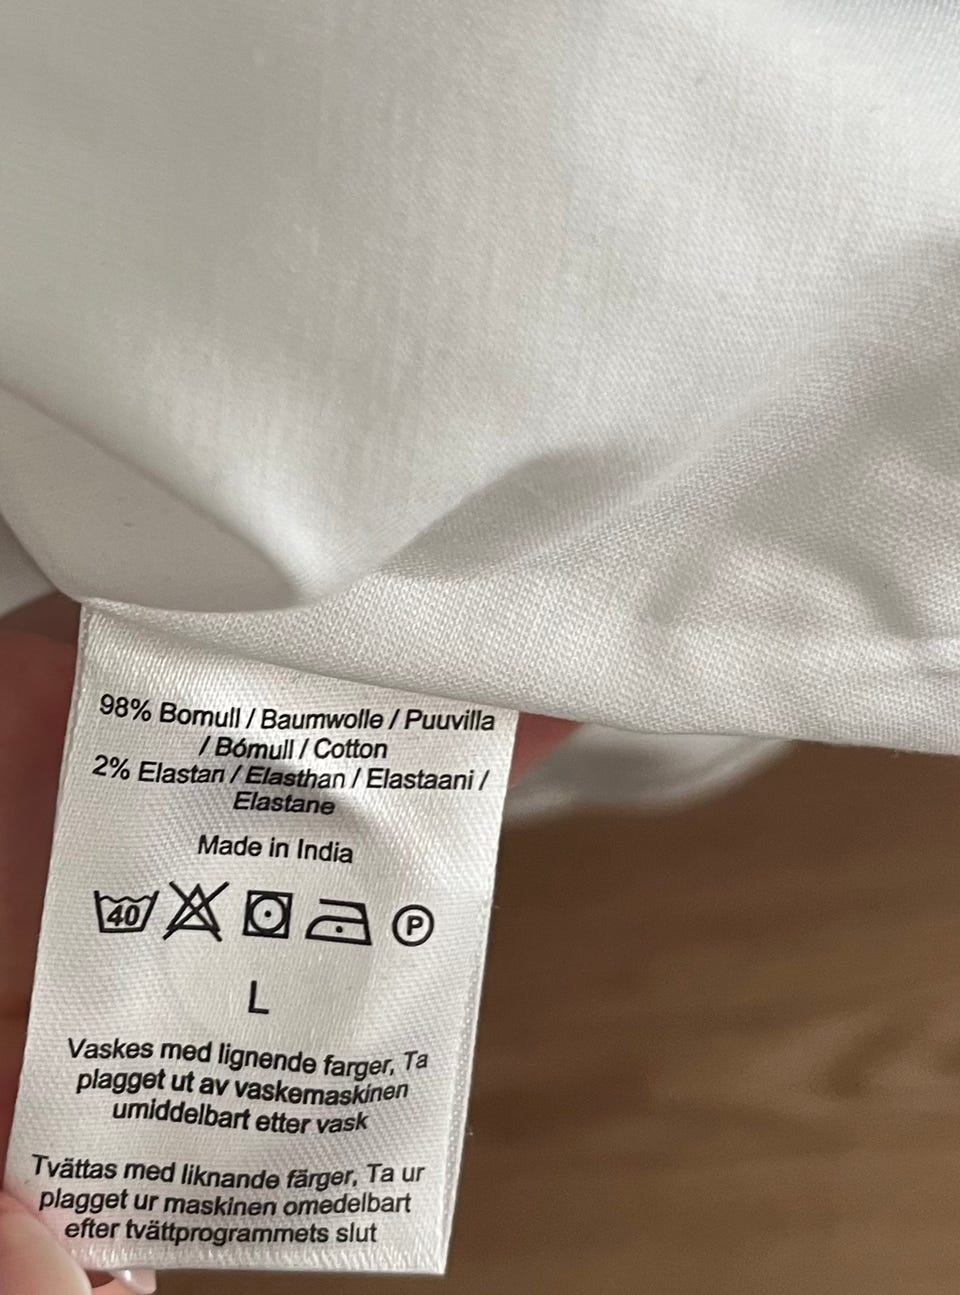 98% Bomull / Baumwolle / Puuvilla
/ Bómull / Cotton
2% Elastan / Elasthan / Elastaani /
Elastane
Made in India
40 P
L
Vaskes med lignende farger, Ta
plagget ut av vaskemaskinen
umiddelbart etter vask
Tvättas med liknande färger, Ta ur
plagget ur maskinen omedelbart
efter tvättprogrammets slut